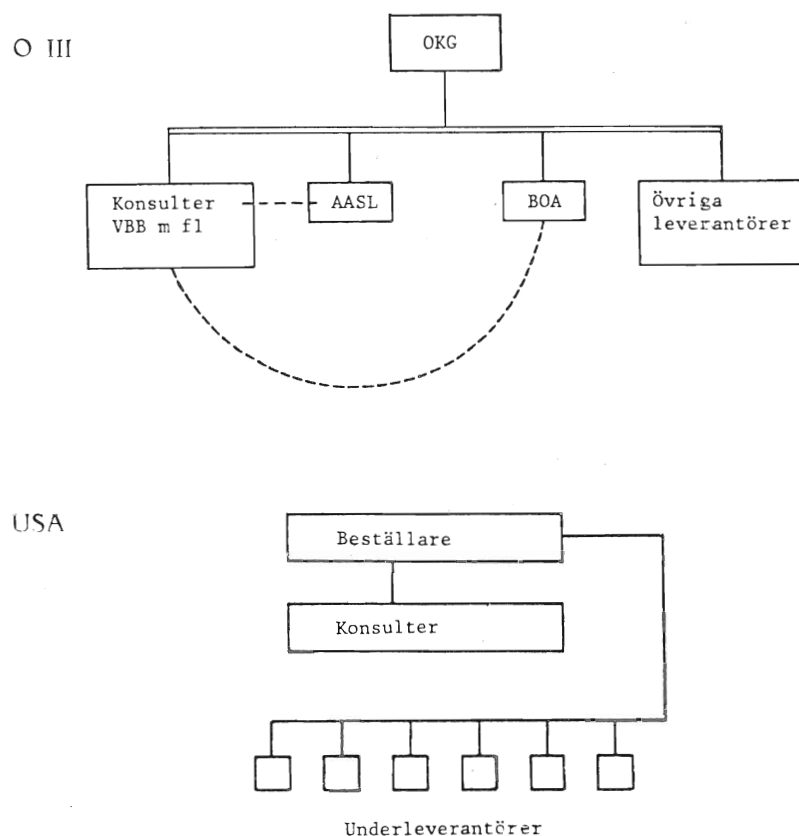 O III
OKG
Konsulter
VBB m fl
AASL
BOA
Övriga
leverantörer
USA
Beställare
Konsulter
Underleverantörer